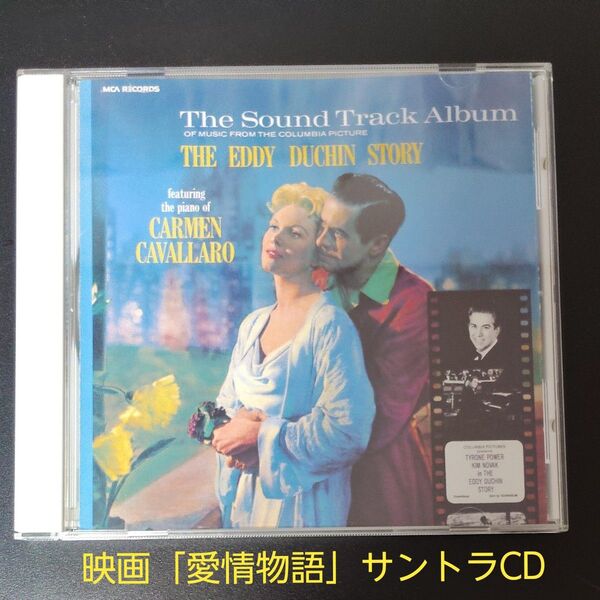 MCA RECORDS
The Sound Track Album
OF MUSIC FROM THE COLUMBIA PICTURE
THE EDDY DUCHIN STORY
featuring
the piano of
CARMEN
CAVALLARO
COLUMBIA PICTURES
TYRONE POWER
KIM NOVAK
in THE
EDDY DUCHIN
STORY
映画「愛情物語」サントラCD